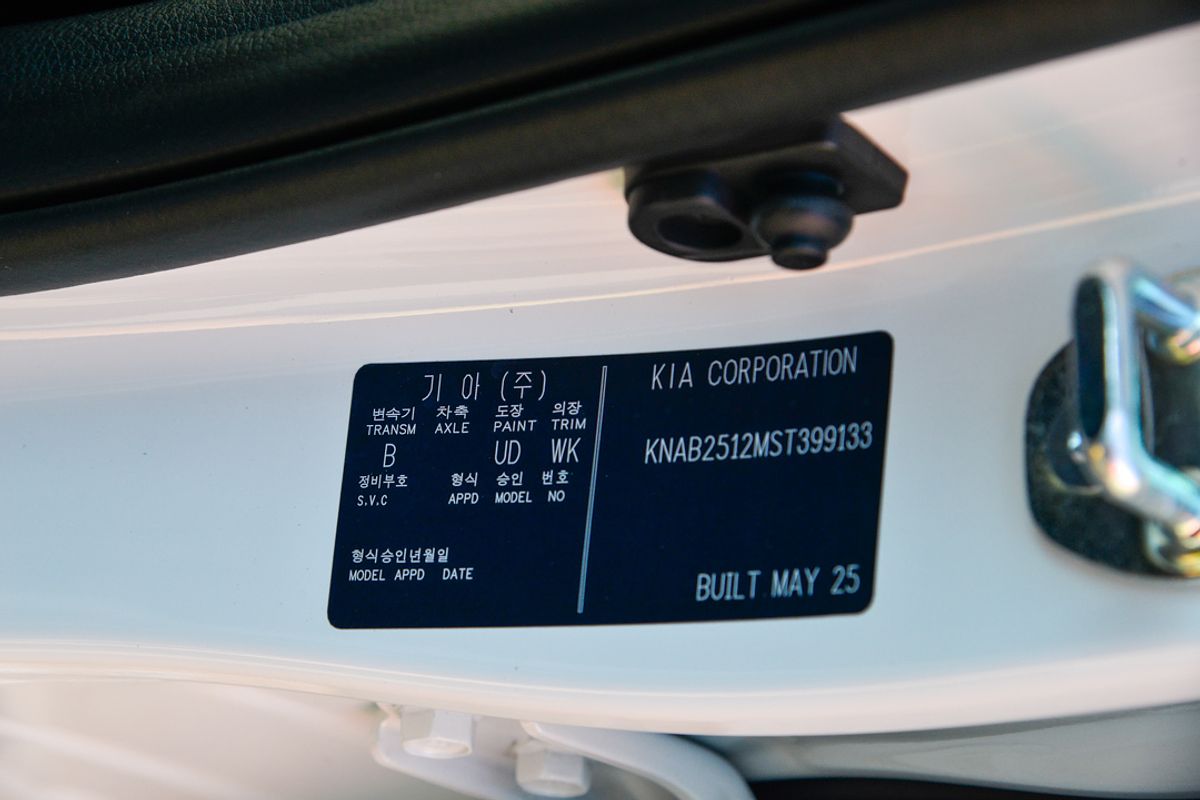 기 아 (주)
변속기 차축 도장 의장
TRANSM AXLE PAINT TRIM
B UD WK
정비부호 형식 승인 번호
S.V.C APPD MODEL NO
형식승인년월일
MODEL APPD DATE
KIA CORPORATION
KNAB2512MST399133
BUILT MAY 25